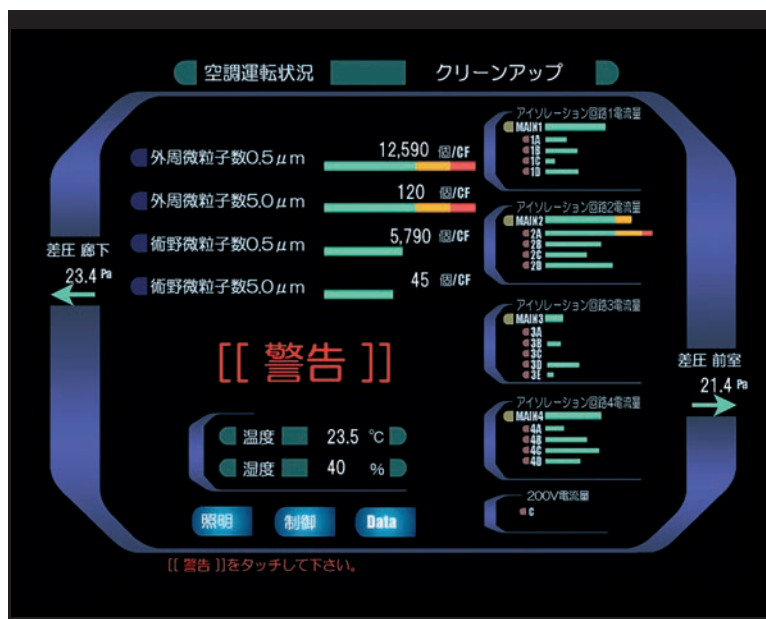 空調運転状況 クリーンアップ
外周微粒子数0.5μm 12,590 個/CF
外周微粒子数5.0μm 120 個/CF
術野微粒子数0.5μm 5,790 個/CF
術野微粒子数5.0μm 45 個/CF
差圧 廊下
23.4 Pa
[[ 警告 ]]
温度 23.5 ℃
湿度 40 %
照明 制御 Data
[[ 警告 ]]をタッチして下さい。
アイソレーション回路1電流量
MAIN1
1A
1B
1C
1D
アイソレーション回路2電流量
MAIN2
2A
2B
2C
2D
アイソレーション回路3電流量
MAIN3
3A
3B
3C
3D
3E
アイソレーション回路4電流量
MAIN4
4A
4B
4C
4D
200V電流量
C
差圧 前室
21.4 Pa